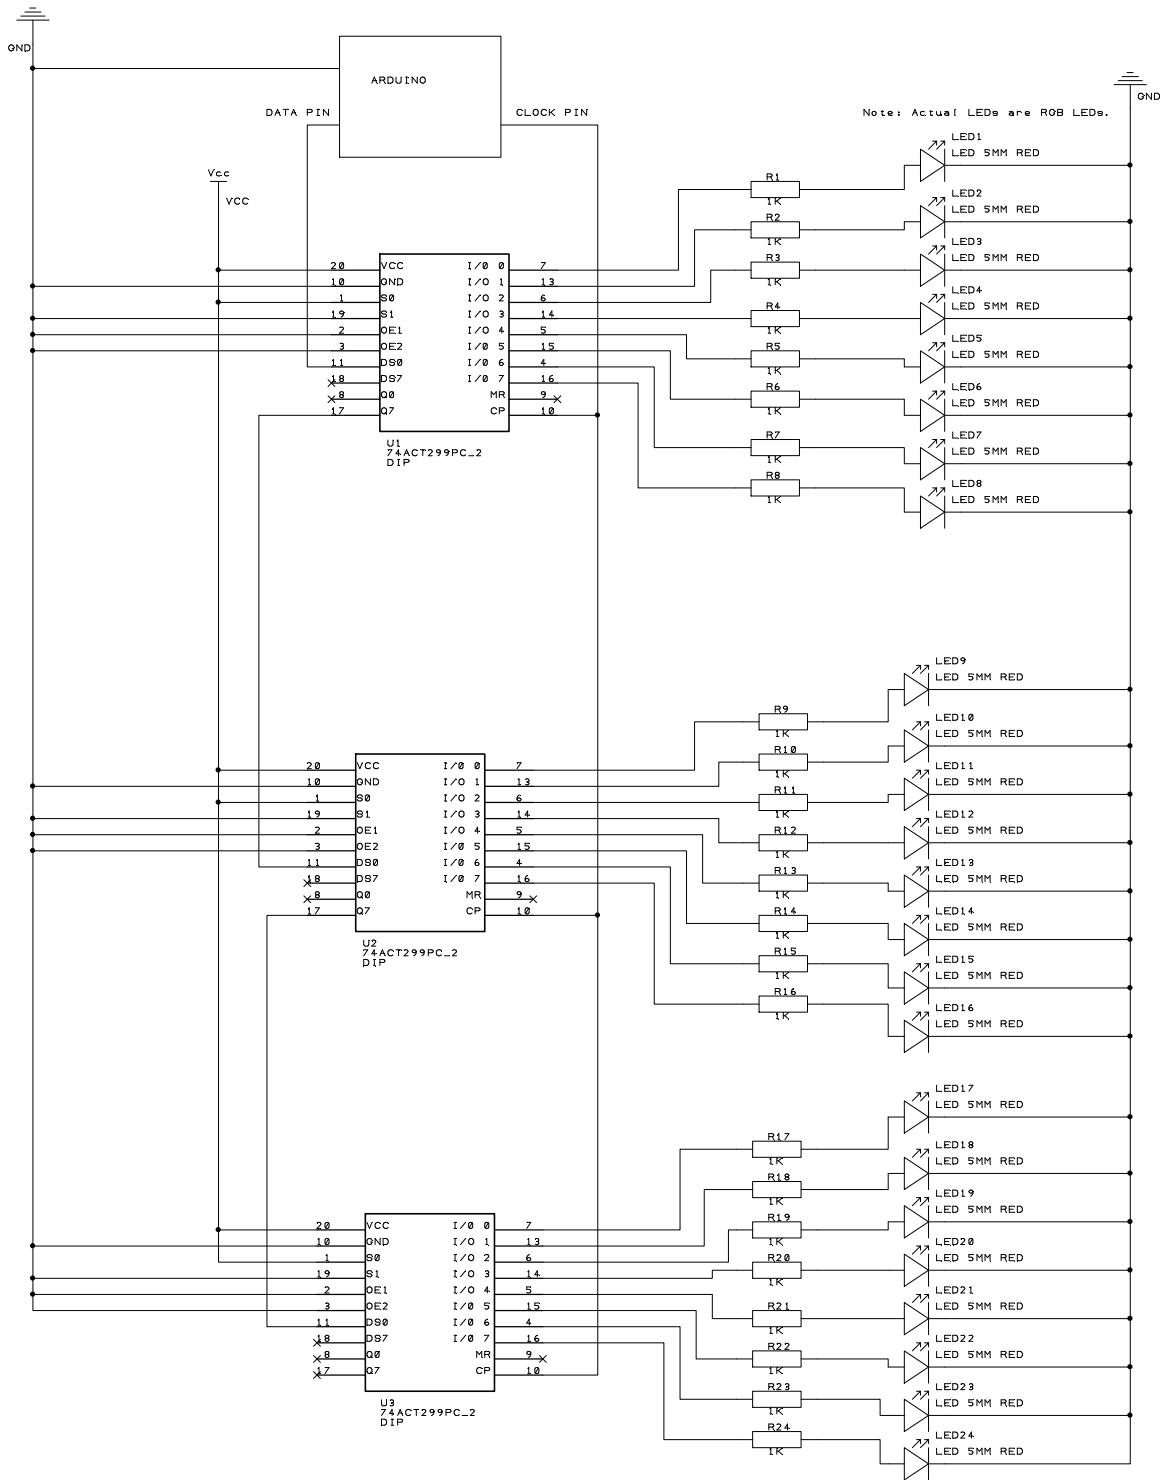 GND
ARDUINO
DATA PIN
CLOCK PIN
GND
Note: Actual LEDs are RGB LEDs.
Vcc
VCC
20 VCC I/O 0 7
10 GND I/O 1 13
1 S0 I/O 2 6
19 S1 I/O 3 14
2 OE1 I/O 4 5
3 OE2 I/O 5 15
11 DS0 I/O 6 4
18 DS7 I/O 7 16
8 Q0 MR 9
17 Q7 CP 10
U1
74ACT299PC_2
DIP
R1
1K
R2
1K
R3
1K
R4
1K
R5
1K
R6
1K
R7
1K
R8
1K
LED1
LED 5MM RED
LED2
LED 5MM RED
LED3
LED 5MM RED
LED4
LED 5MM RED
LED5
LED 5MM RED
LED6
LED 5MM RED
LED7
LED 5MM RED
LED8
LED 5MM RED
20 VCC I/O 0 7
10 GND I/O 1 13
1 S0 I/O 2 6
19 S1 I/O 3 14
2 OE1 I/O 4 5
3 OE2 I/O 5 15
11 DS0 I/O 6 4
18 DS7 I/O 7 16
8 Q0 MR 9
17 Q7 CP 10
U2
74ACT299PC_2
DIP
R9
1K
R10
1K
R11
1K
R12
1K
R13
1K
R14
1K
R15
1K
R16
1K
LED9
LED 5MM RED
LED10
LED 5MM RED
LED11
LED 5MM RED
LED12
LED 5MM RED
LED13
LED 5MM RED
LED14
LED 5MM RED
LED15
LED 5MM RED
LED16
LED 5MM RED
20 VCC I/O 0 7
10 GND I/O 1 13
1 S0 I/O 2 6
19 S1 I/O 3 14
2 OE1 I/O 4 5
3 OE2 I/O 5 15
11 DS0 I/O 6 4
18 DS7 I/O 7 16
8 Q0 MR 9
17 Q7 CP 10
U3
74ACT299PC_2
DIP
R17
1K
R18
1K
R19
1K
R20
1K
R21
1K
R22
1K
R23
1K
R24
1K
LED17
LED 5MM RED
LED18
LED 5MM RED
LED19
LED 5MM RED
LED20
LED 5MM RED
LED21
LED 5MM RED
LED22
LED 5MM RED
LED23
LED 5MM RED
LED24
LED 5MM RED